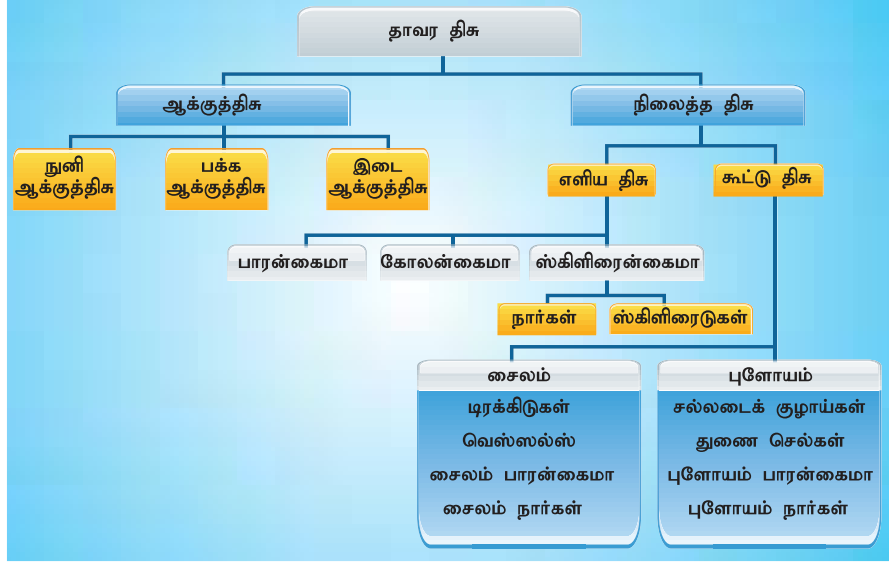 தாவர திசு
ஆக்குத்திசு
நிலைத்த திசு
நுனி
ஆக்குத்திசு
பக்க
ஆக்குத்திசு
இடை
ஆக்குத்திசு
எளிய திசு
கூட்டு திசு
பாரன்கைமா
கோலன்கைமா
ஸ்கிளிரைன்கைமா
நார்கள்
ஸ்கிளிரைடுகள்
சைலம்
டிரக்கிடுகள்
வெஸ்ஸல்ஸ்
சைலம் பாரன்கைமா
சைலம் நார்கள்
புளோயம்
சல்லடைக் குழாய்கள்
துணை செல்கள்
புளோயம் பாரன்கைமா
புளோயம் நார்கள்